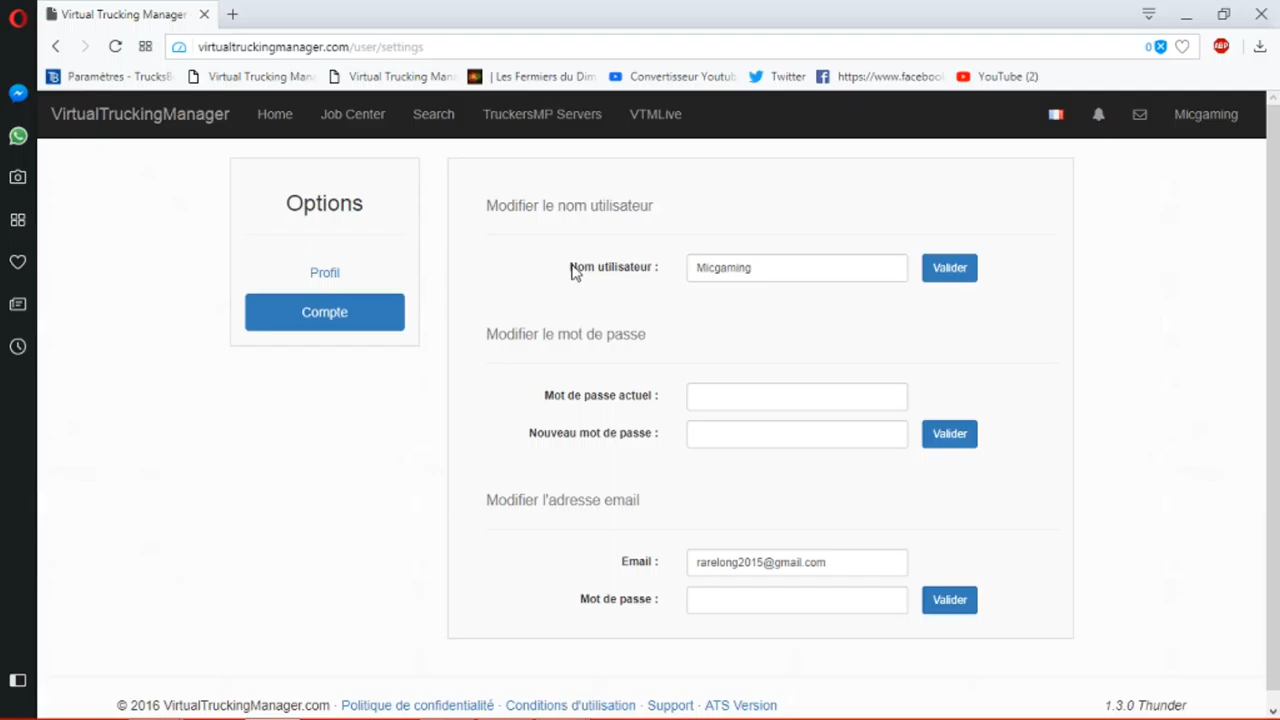 Virtual Trucking Manager
virtualtruckingmanager.com/user/settings
0
ABP
Paramètres - TrucksB
Virtual Trucking Man
Virtual Trucking Man
| Les Fermiers du Dim
Convertisseur Youtub
Twitter
https://www.faceboo
YouTube (2)
VirtualTruckingManager
Home
Job Center
Search
TruckersMP Servers
VTMLive
Micgaming
Options
Profil
Compte
Modifier le nom utilisateur
Nom utilisateur :
Micgaming
Valider
Modifier le mot de passe
Mot de passe actuel :
Nouveau mot de passe :
Valider
Modifier l'adresse email
Email :
rarelong2015@gmail.com
Mot de passe :
Valider
© 2016 VirtualTruckingManager.com - Politique de confidentialité - Conditions d'utilisation - Support - ATS Version
1.3.0 Thunder